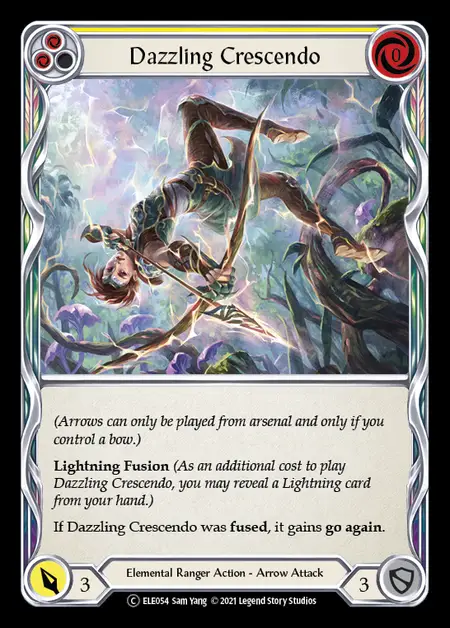 Dazzling Crescendo
0
(Arrows can only be played from arsenal and only if you
control a bow.)
Lightning Fusion (As an additional cost to play
Dazzling Crescendo, you may reveal a Lightning card
from your hand.)
If Dazzling Crescendo was fused, it gains go again.
3
Elemental Ranger Action - Arrow Attack
3
C ELE054 Sam Yang © 2021 Legend Story Studios